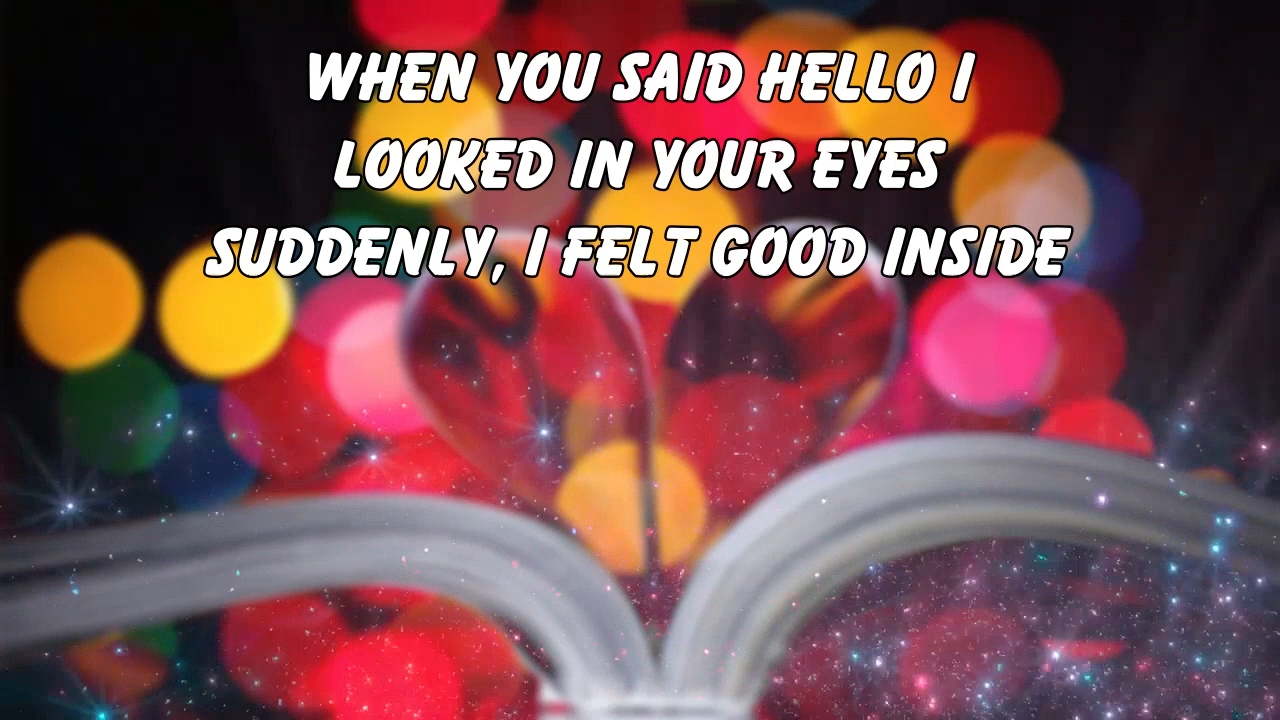 WHEN YOU SAID HELLO I
LOOKED IN YOUR EYES
SUDDENLY, I FELT GOOD INSIDE